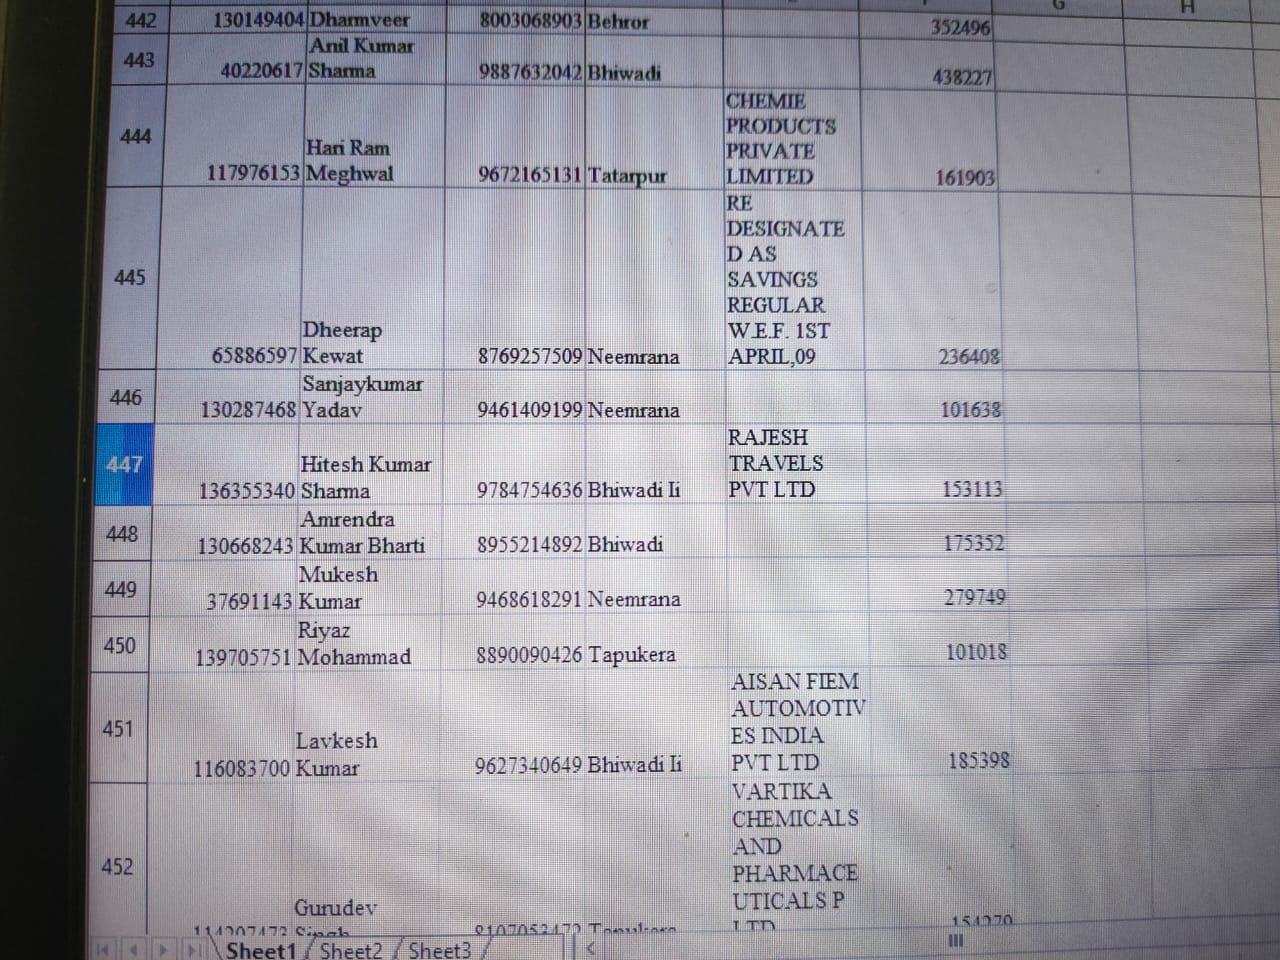 G H
442 130149404 Dharmveer 8003068903 Behror 352496
Anil Kumar
443 40220617 Sharma 9887632042 Bhiwadi 438227
CHEMIE
PRODUCTS
444 Hari Ram PRIVATE
117976153 Meghwal 9672165131 Tatarpur LIMITED 161903
RE
DESIGNATE
D AS
445 SAVINGS
REGULAR
Dheerap W.E.F. 1ST
65886597 Kewat 8769257509 Neemrana APRIL,09 236408
Sanjaykumar
446 130287468 Yadav 9461409199 Neemrana 101638
RAJESH
447 Hitesh Kumar TRAVELS
136355340 Sharma 9784754636 Bhiwadi Ii PVT LTD 153113
Amrendra
448 130668243 Kumar Bharti 8955214892 Bhiwadi 175352
Mukesh
449 37691143 Kumar 9468618291 Neemrana 279749
Riyaz
450 139705751 Mohammad 8890090426 Tapukera 101018
AISAN FIEM
AUTOMOTIV
451 Lavkesh ES INDIA
116083700 Kumar 9627340649 Bhiwadi Ii PVT LTD 185398
VARTIKA
CHEMICALS
AND
452 PHARMACE
Gurudev UTICALS P
Singh LTD
Sheet1 Sheet2 Sheet3